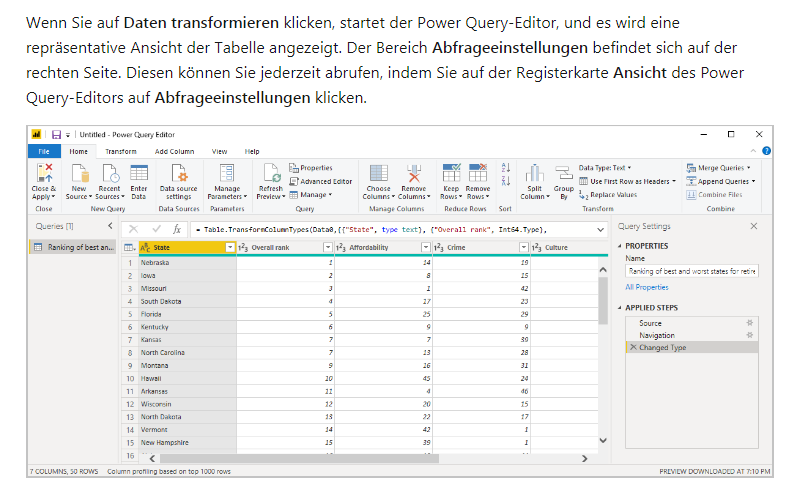 Wenn Sie auf Daten transformieren klicken, startet der Power Query-Editor, und es wird eine
repräsentative Ansicht der Tabelle angezeigt. Der Bereich Abfrageeinstellungen befindet sich auf der
rechten Seite. Diesen können Sie jederzeit abrufen, indem Sie auf der Registerkarte Ansicht des Power
Query-Editors auf Abfrageeinstellungen klicken.
Untitled - Power Query Editor
File Home Transform Add Column View Help
Close & Apply New Source Recent Sources Enter Data Data source settings Manage Parameters Refresh Preview Properties Advanced Editor Manage Choose Columns Remove Columns Keep Rows Remove Rows Split Column Group By Data Type: Text Use First Row as Headers Replace Values Merge Queries Append Queries Combine Files
Close New Query Data Sources Parameters Query Manage Columns Reduce Rows Sort Transform Combine
Queries [1]
Ranking of best an...
fx = Table.TransformColumnTypes(Data0,{{"State", type text}, {"Overall rank", Int64.Type},
State Overall rank Affordability Crime Culture
1 Nebraska 1 14 19
2 Iowa 2 8 15
3 Missouri 3 1 42
4 South Dakota 4 17 23
5 Florida 5 25 29
6 Kentucky 6 9 9
7 Kansas 7 7 39
8 North Carolina 7 13 28
9 Montana 9 16 31
10 Hawaii 10 45 24
11 Arkansas 11 4 46
12 Wisconsin 12 20 15
13 North Dakota 13 22 17
14 Vermont 14 42 1
15 New Hampshire 15 39 1
16
Query Settings
PROPERTIES
Name
Ranking of best and worst states for retire
All Properties
APPLIED STEPS
Source
Navigation
Changed Type
7 COLUMNS, 50 ROWS Column profiling based on top 1000 rows PREVIEW DOWNLOADED AT 7:10 PM